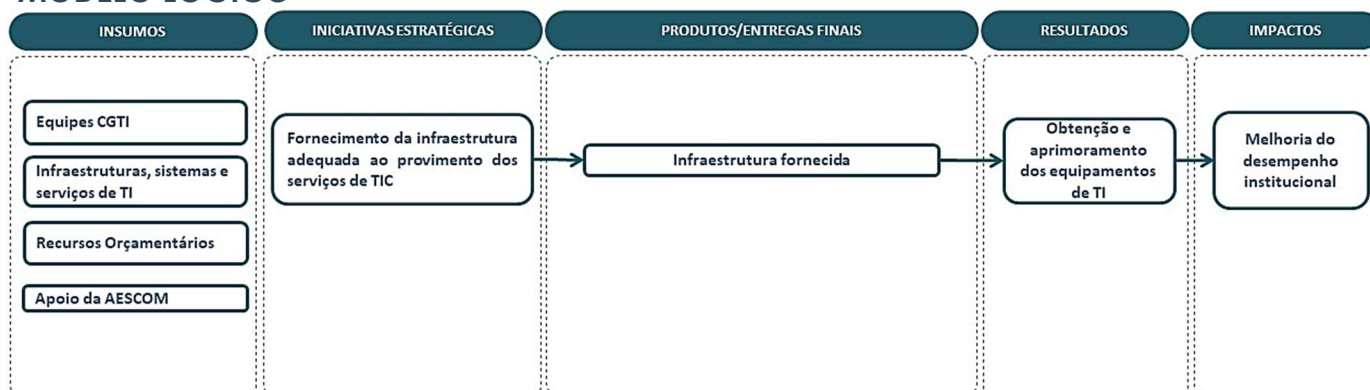 MODELO LÓGICO
INSUMOS
INICIATIVAS ESTRATÉGICAS
PRODUTOS/ENTREGAS FINAIS
RESULTADOS
IMPACTOS
Equipes CGTI
Infraestruturas, sistemas e
serviços de TI
Recursos Orçamentários
Apoio da AESCOM
Fornecimento da infraestrutura
adequada ao provimento dos
serviços de TIC
Infraestrutura fornecida
Obtenção e
aprimoramento
dos equipamentos
de TI
Melhoria do
desempenho
institucional